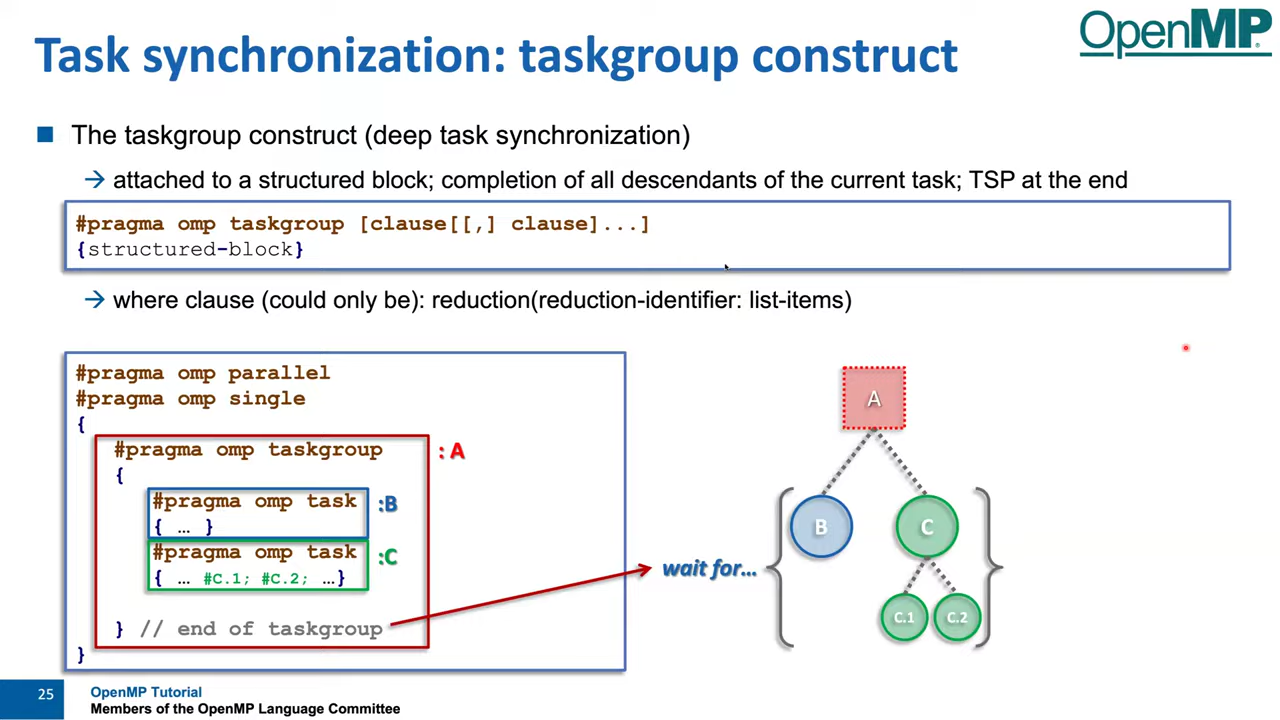 OpenMP
Task synchronization: taskgroup construct
The taskgroup construct (deep task synchronization)
→ attached to a structured block; completion of all descendants of the current task; TSP at the end
#pragma omp taskgroup [clause[[,] clause]...]
{structured-block}
→ where clause (could only be): reduction(reduction-identifier: list-items)
#pragma omp parallel
#pragma omp single
{
#pragma omp taskgroup
: A
{
#pragma omp task
:B
{ … }
#pragma omp task
:C
{ … #C.1; #C.2; …}
} // end of taskgroup
}
wait for…
A
B
C
C.1
C.2
25
OpenMP Tutorial
Members of the OpenMP Language Committee